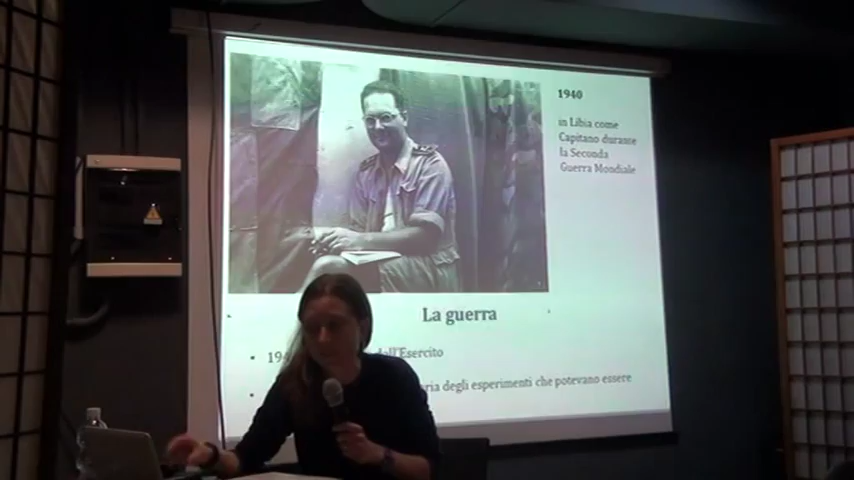 1940
in Libia come
Capitano durante
la Seconda
Guerra Mondiale
La guerra
• 194 dell'Esercito
• degli esperimenti che potevano essere